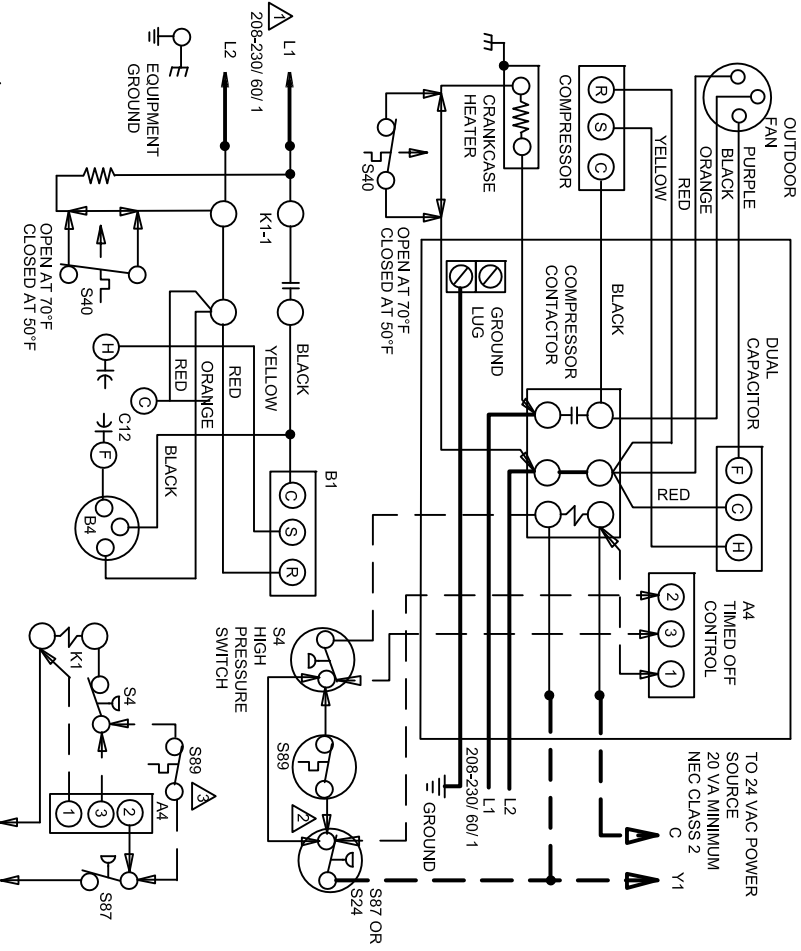 OUTDOOR
FAN
PURPLE
BLACK
ORANGE
RED
YELLOW
COMPRESSOR
R
S
C
CRANKCASE
HEATER
S40
OPEN AT 70°F
CLOSED AT 50°F
DUAL
CAPACITOR
F
C
H
BLACK
RED
COMPRESSOR
CONTACTOR
GROUND
LUG
A4
TIMED OFF
CONTROL
2
3
1
TO 24 VAC POWER
SOURCE
20 VA MINIMUM
NEC CLASS 2
C
Y1
L2
L1
208-230/ 60/ 1
GROUND
S4
HIGH
PRESSURE
SWITCH
S89
2
S87 OR
S24
1
L1
208-230/ 60/ 1
L2
EQUIPMENT
GROUND
K1-1
S40
OPEN AT 70°F
CLOSED AT 50°F
BLACK
YELLOW
RED
ORANGE
RED
H
C
C12
F
BLACK
B4
B1
C
S
R
K1
S4
S89
3
A4
1
3
2
S87